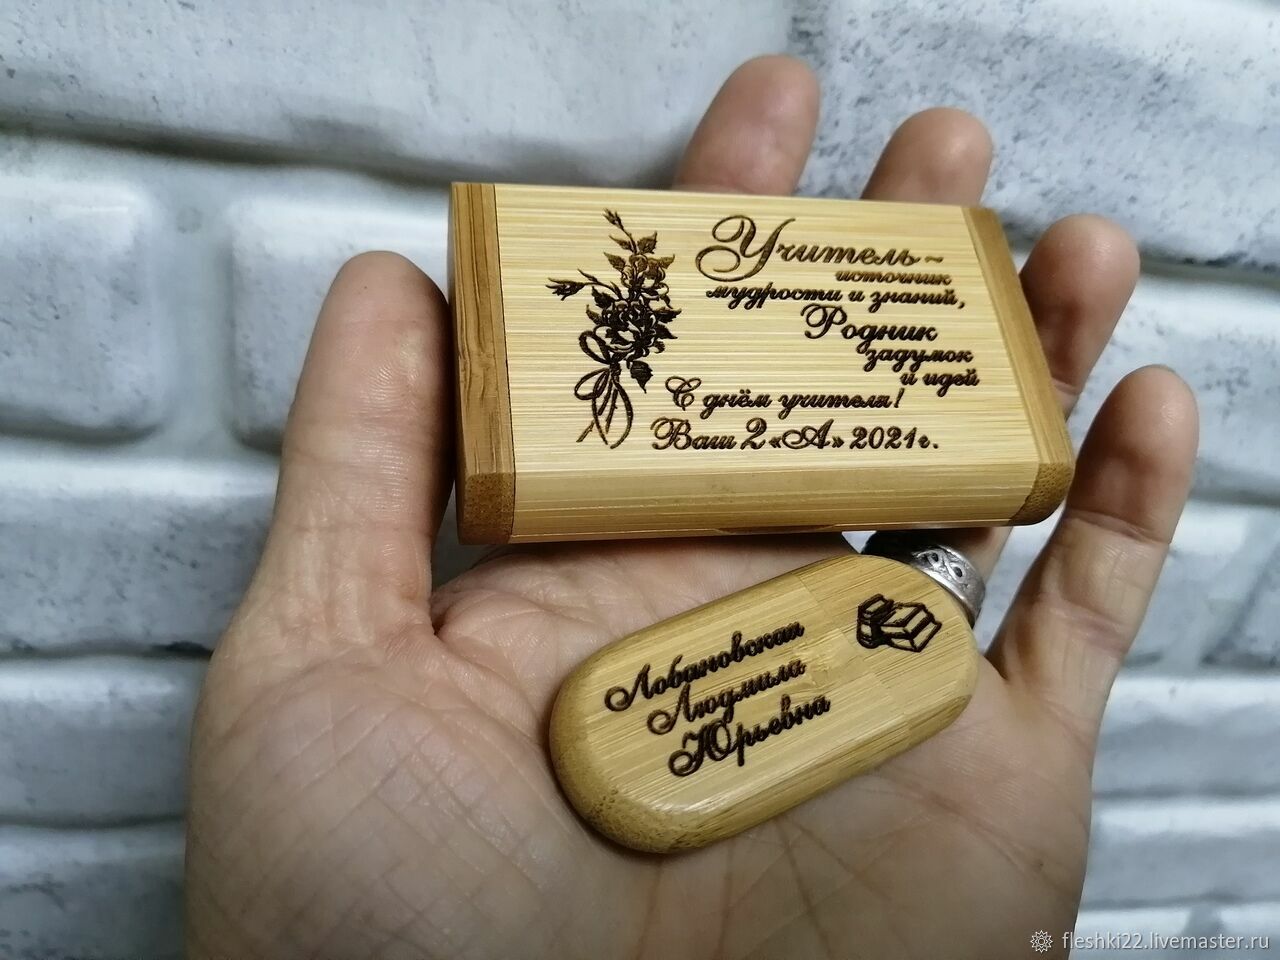 Учитель ~
источник
мудрости и знаний,
Родник
задумок
и идей
С днём учителя!
Ваш 2 «А» 2021г.
Лобановская
Людмила
Юрьевна
fleshki22.livemaster.ru